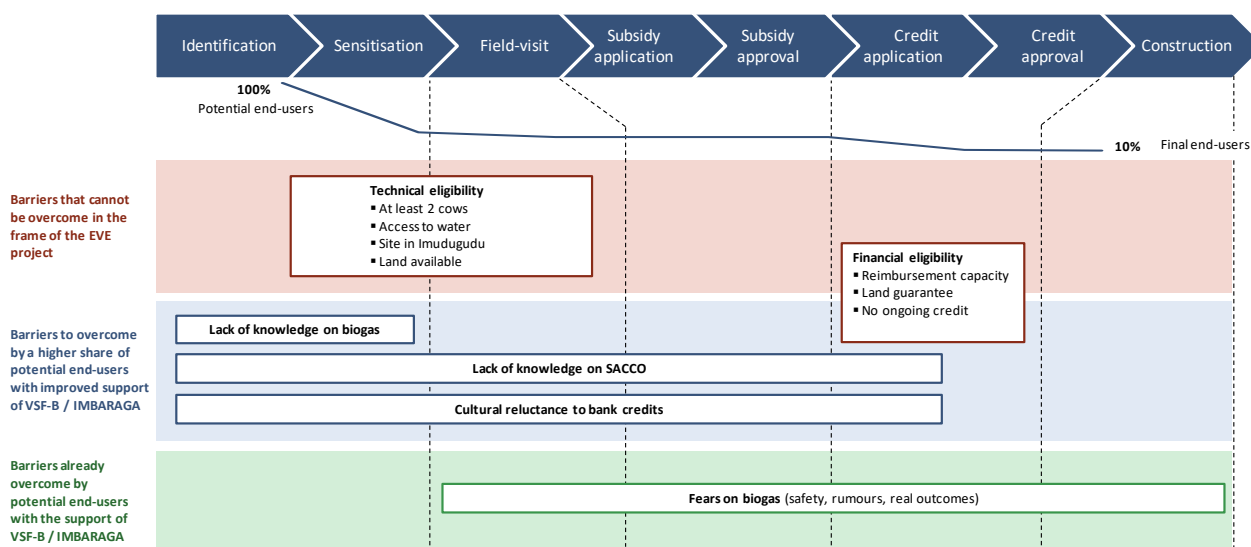 Identification
Sensitisation
Field-visit
Subsidy
application
Subsidy
approval
Credit
application
Credit
approval
Construction
100%
Potential end-users
10% Final end-users
Barriers that cannot
be overcome in the
frame of the EVE
project
Technical eligibility
▪ At least 2 cows
▪ Access to water
▪ Site in Imudugudu
▪ Land available
Financial eligibility
▪ Reimbursement capacity
▪ Land guarantee
▪ No ongoing credit
Barriers to overcome
by a higher share of
potential end-users
with improved support
of VSF-B / IMBARAGA
Lack of knowledge on biogas
Lack of knowledge on SACCO
Cultural reluctance to bank credits
Barriers already
overcome by
potential end-users
with the support of
VSF-B / IMBARAGA
Fears on biogas (safety, rumours, real outcomes)